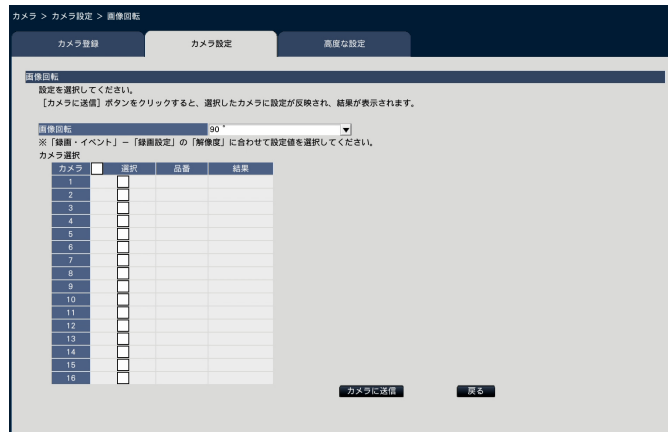 カメラ > カメラ設定 > 画像回転
カメラ登録 カメラ設定 高度な設定
画像回転
設定を選択してください。
[カメラに送信] ボタンをクリックすると、選択したカメラに設定が反映され、結果が表示されます。
画像回転 90 ﾟ
※「録画・イベント」－「録画設定」の「解像度」に合わせて設定値を選択してください。
カメラ選択
カメラ 選択 品番 結果
1
2
3
4
5
6
7
8
9
10
11
12
13
14
15
16
カメラに送信 戻る